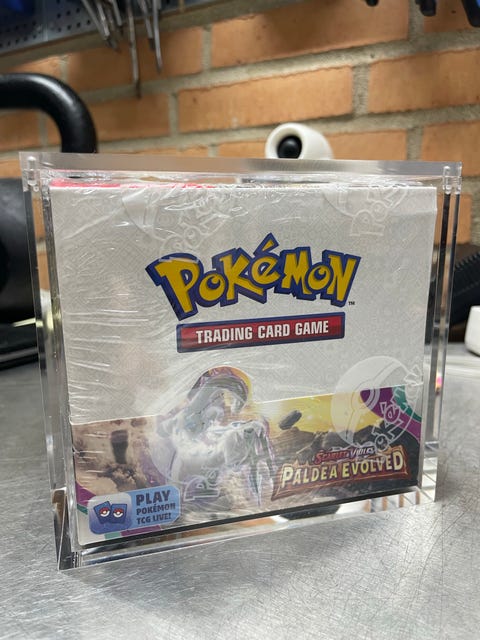 POKéMON
TRADING CARD GAME
SCARLET & VIOLET
PALDEA EVOLVED
PLAY
POKÉMON
TCG LIVE!